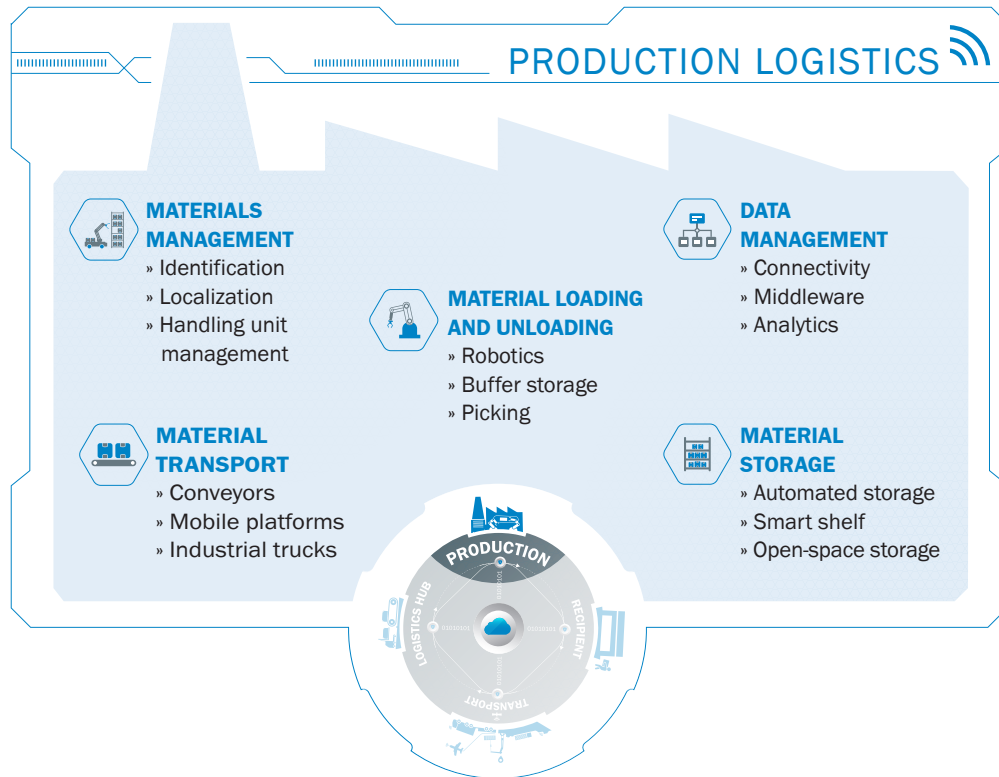 PRODUCTION LOGISTICS
MATERIALS
MANAGEMENT
» Identification
» Localization
» Handling unit
management
DATA
MANAGEMENT
» Connectivity
» Middleware
» Analytics
MATERIAL LOADING
AND UNLOADING
» Robotics
» Buffer storage
» Picking
MATERIAL
TRANSPORT
» Conveyors
» Mobile platforms
» Industrial trucks
MATERIAL
STORAGE
» Automated storage
» Smart shelf
» Open-space storage
PRODUCTION
LOGISTICS HUB
RECIPIENT
TRANSPORT